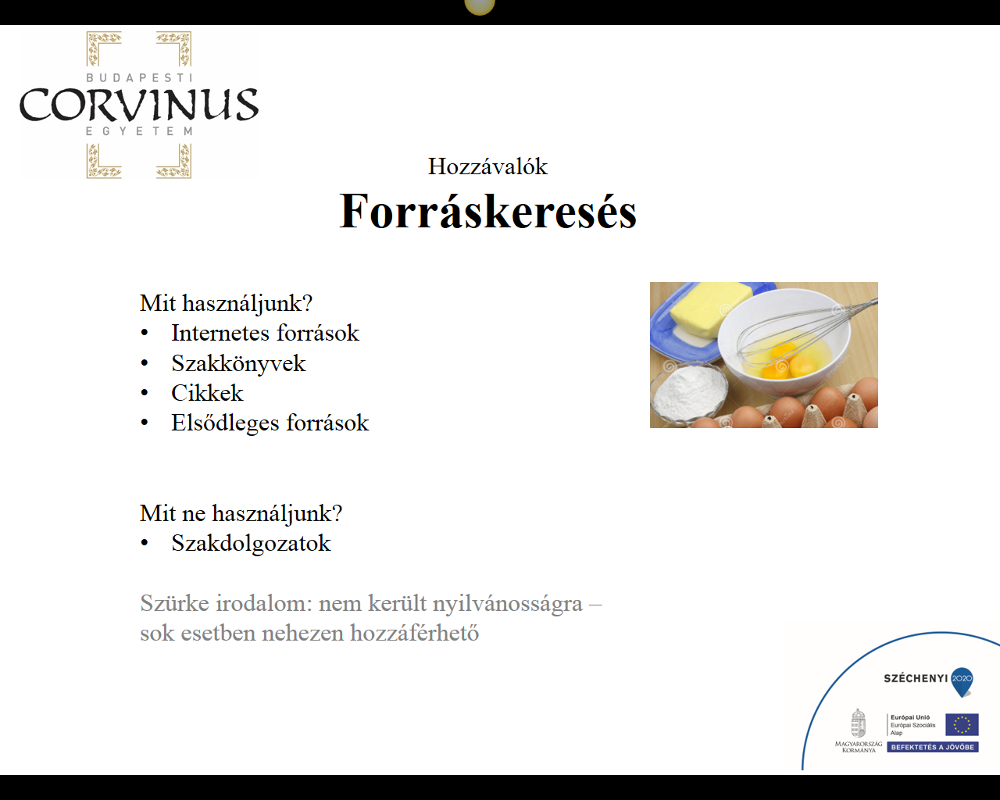 BUDAPESTI
CORVINUS
EGYETEM
Hozzávalók
Forráskeresés
Mit használjunk?
• Internetes források
• Szakkönyvek
• Cikkek
• Elsődleges források
Mit ne használjunk?
• Szakdolgozatok
Szürke irodalom: nem került nyilvánosságra –
sok esetben nehezen hozzáférhető
SZÉCHENYI 2020
Európai Unió
Európai Szociális
Alap
MAGYARORSZÁG
KORMÁNYA
BEFEKTETÉS A JÖVŐBE